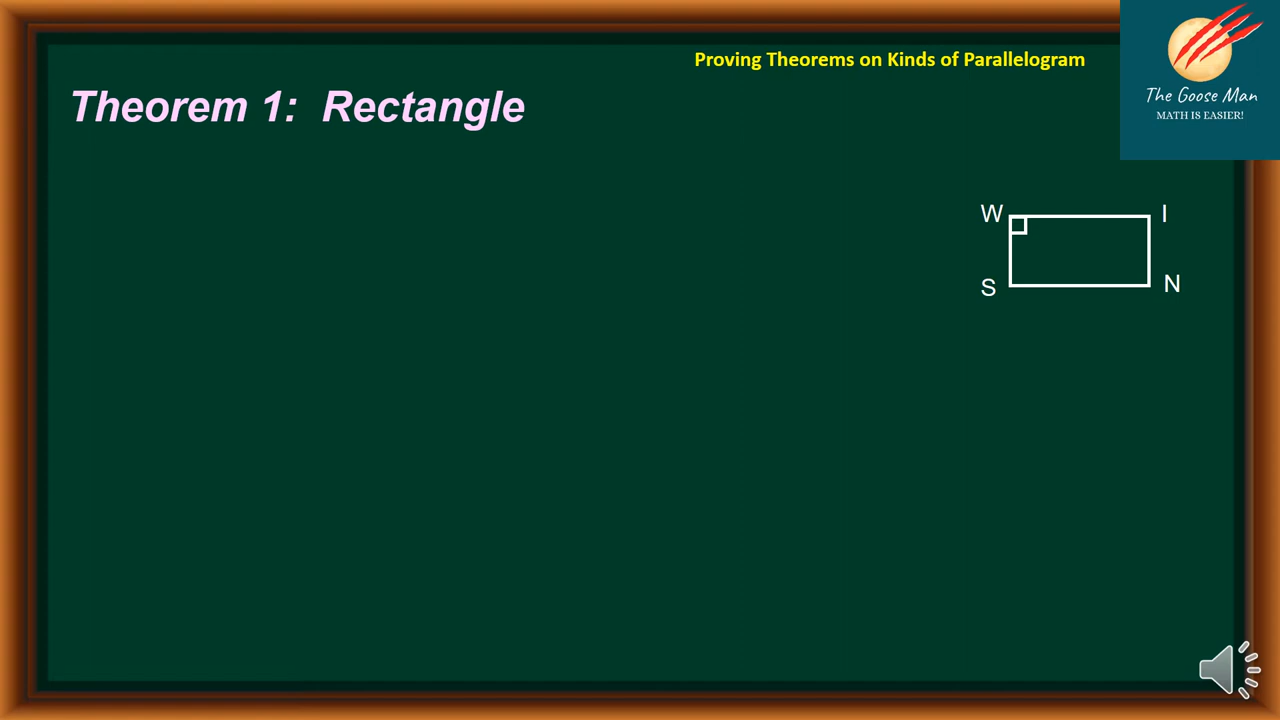 Proving Theorems on Kinds of Parallelogram
The Goose Man
MATH IS EASIER!
Theorem 1: Rectangle
W
I
S
N